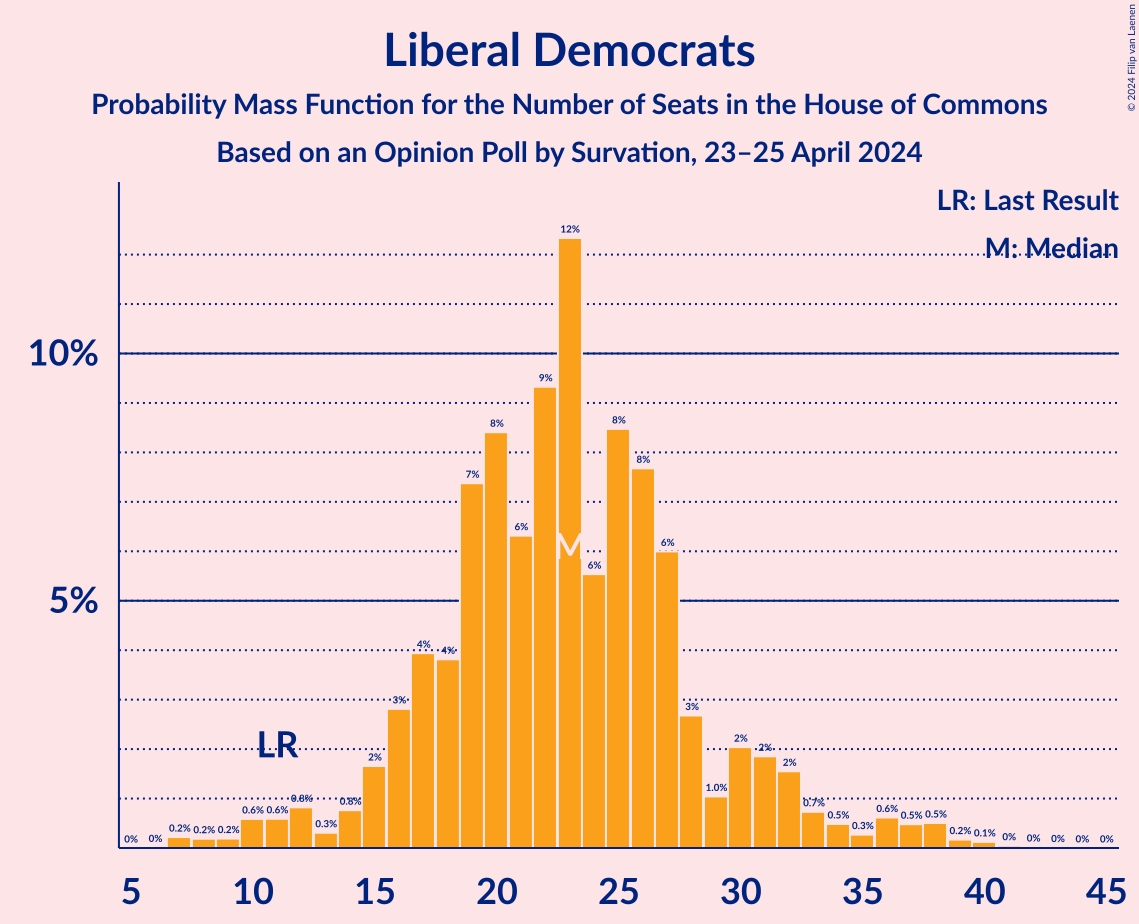 Liberal Democrats
Probability Mass Function for the Number of Seats in the House of Commons
Based on an Opinion Poll by Survation, 23–25 April 2024
© 2024 Filip van Laenen
LR: Last Result
M: Median
10%
5%
LR
M
0% 0% 0.2% 0.2% 0.2% 0.6% 0.6% 0.8% 0.3% 0.8% 2% 3% 4% 4% 7% 8% 6% 9% 12% 6% 8% 8% 6% 3% 1.0% 2% 2% 2% 0.7% 0.5% 0.3% 0.6% 0.5% 0.5% 0.2% 0.1% 0% 0% 0% 0% 0%
5 10 15 20 25 30 35 40 45